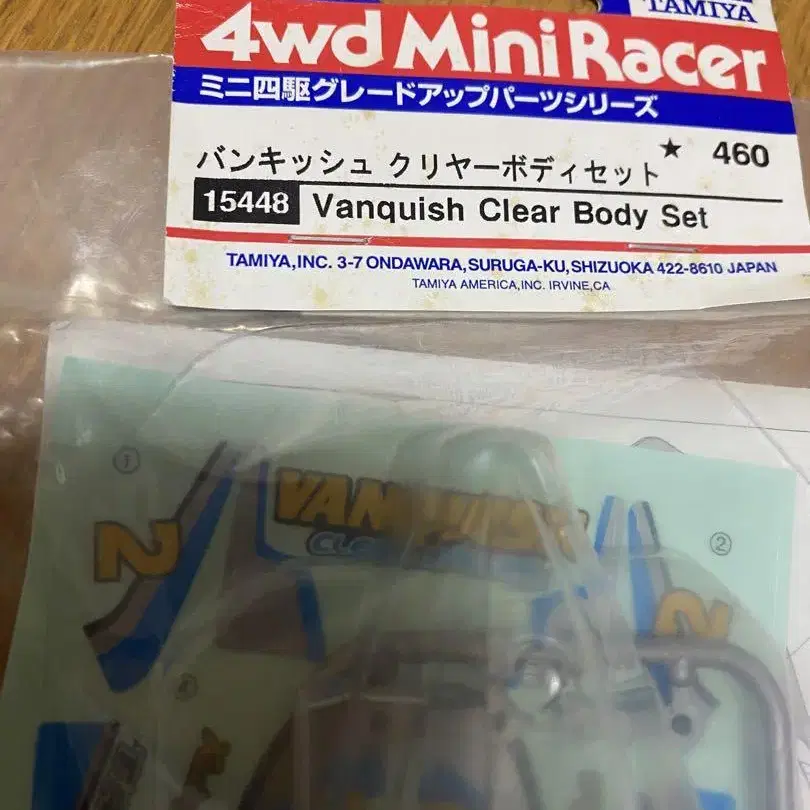 TAMIYA
4wd Mini Racer
ミニ四駆グレードアップパーツシリーズ
バンキッシュ クリヤーボディセット ★ 460
15448 Vanquish Clear Body Set
TAMIYA,INC. 3-7 ONDAWARA,SURUGA-KU,SHIZUOKA 422-8610 JAPAN
TAMIYA AMERICA,INC. IRVINE,CA
①
VANQUISH
2
②
2